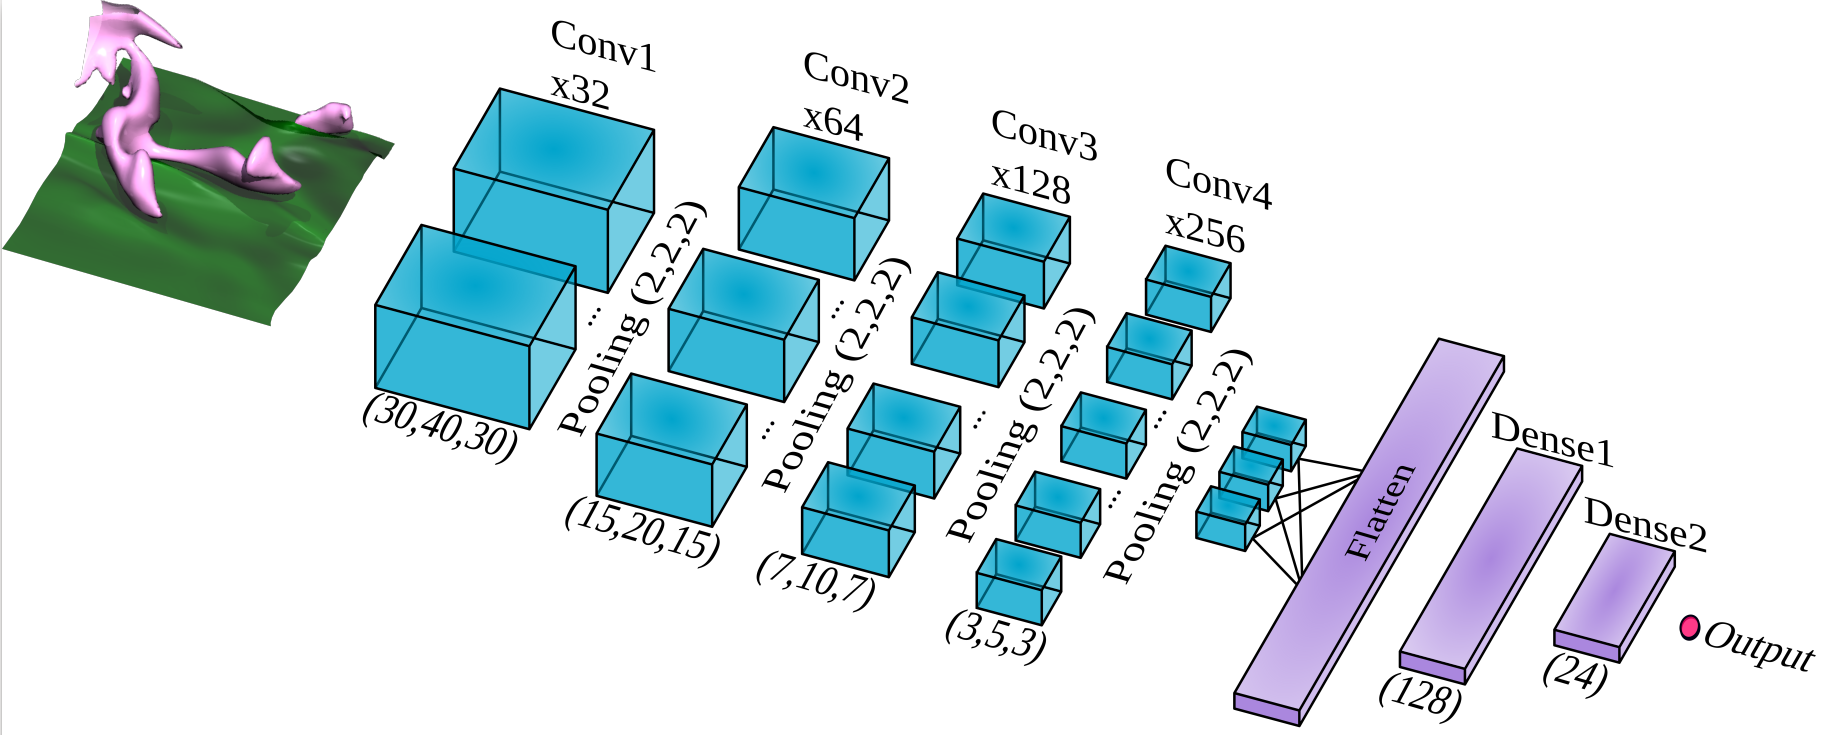 Conv1
x32
(30,40,30)
Pooling (2,2,2)
Conv2
x64
(15,20,15)
Pooling (2,2,2)
Conv3
x128
(7,10,7)
Pooling (2,2,2)
Conv4
x256
(3,5,3)
Pooling (2,2,2)
Flatten
Dense1
(128)
Dense2
(24)
Output